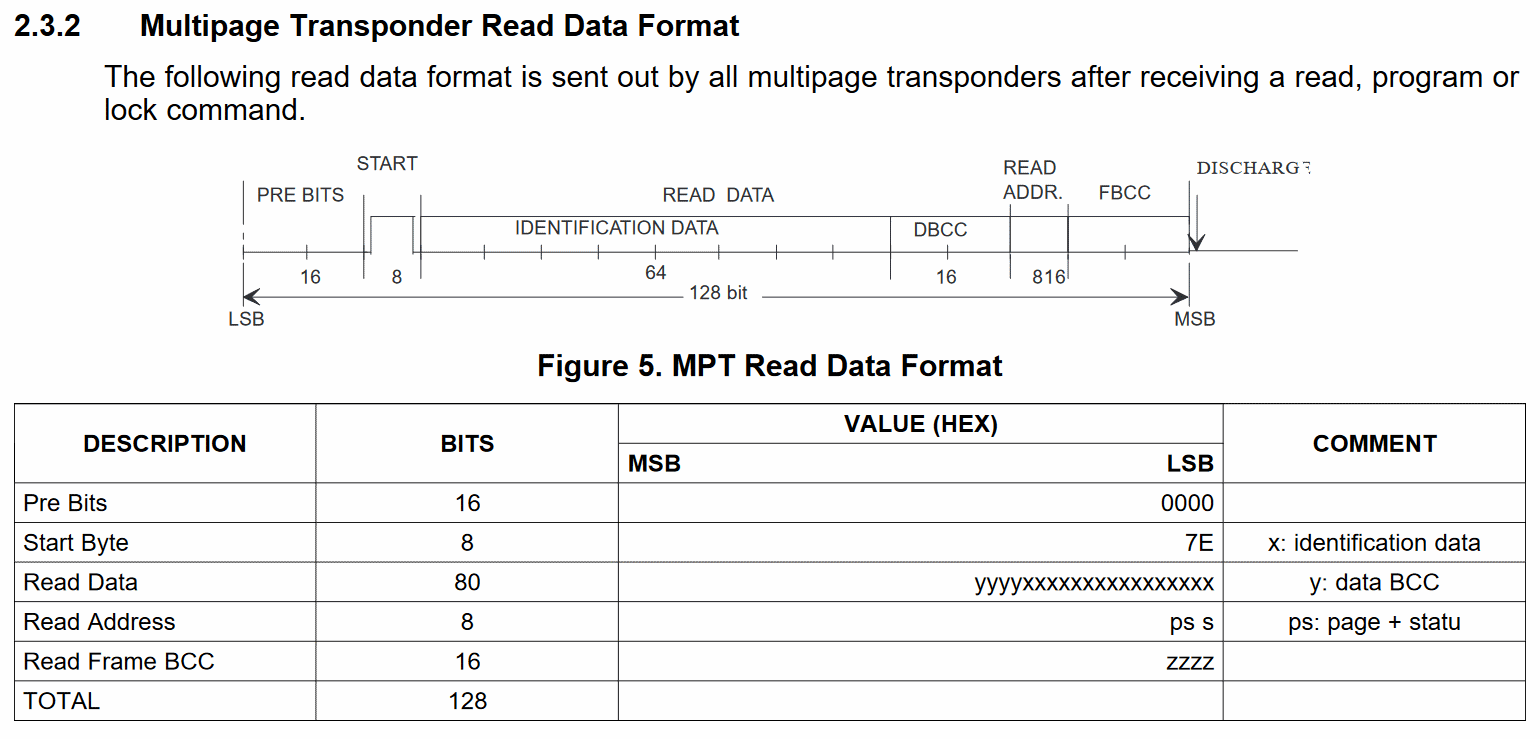 2.3.2 Multipage Transponder Read Data Format
The following read data format is sent out by all multipage transponders after receiving a read, program or
lock command.
START
READ
DISCHARGE
PRE BITS
READ DATA
ADDR.
FBCC
IDENTIFICATION DATA
DBCC
16
8
64
16
816
128 bit
LSB
MSB
Figure 5. MPT Read Data Format
DESCRIPTION BITS VALUE (HEX) COMMENT
MSB LSB
Pre Bits 16 0000
Start Byte 8 7E x: identification data
Read Data 80 yyyyxxxxxxxxxxxxxxxx y: data BCC
Read Address 8 ps s ps: page + statu
Read Frame BCC 16 zzzz
TOTAL 128